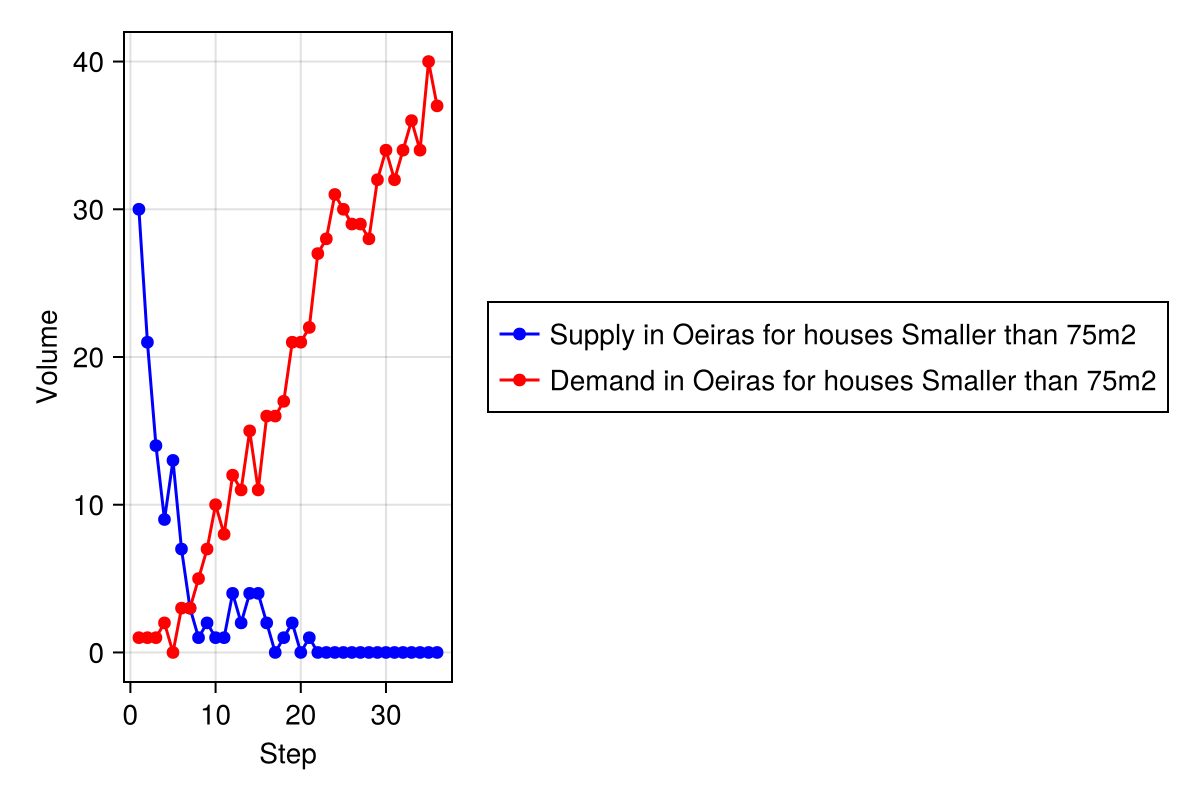 40
30
20
10
0
Volume
0 10 20 30
Step
Supply in Oeiras for houses Smaller than 75m2
Demand in Oeiras for houses Smaller than 75m2